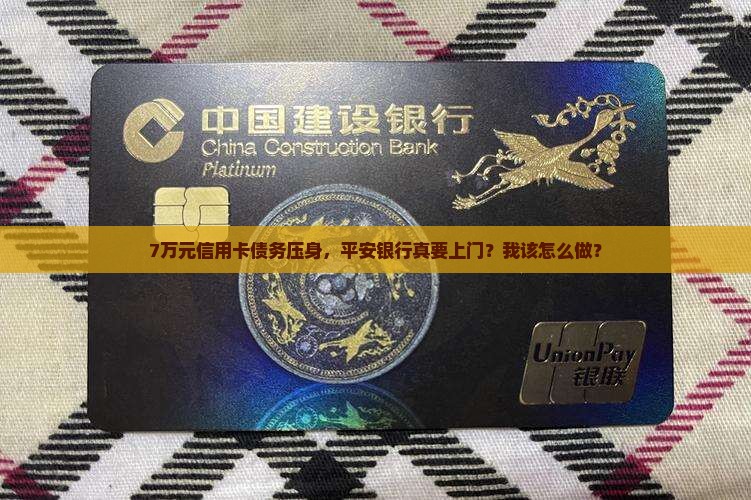 中国建设银行
China Construction Bank
Platinum
7万元信用卡债务压身，平安银行真要上门？我该怎么做？
UnionPay
银联